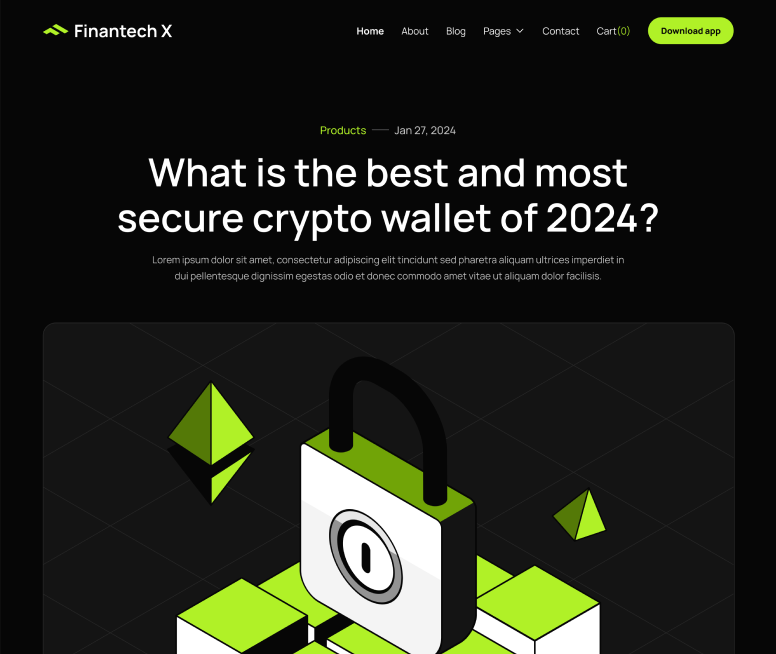 Finantech X
Home About Blog Pages Contact Cart(0) Download app
Products — Jan 27, 2024
What is the best and most
secure crypto wallet of 2024?
Lorem ipsum dolor sit amet, consectetur adipiscing elit tincidunt sed pharetra aliquam ultrices imperdiet in
dui pellentesque dignissim egestas odio et donec commodo amet vitae ut aliquam dolor facilisis.